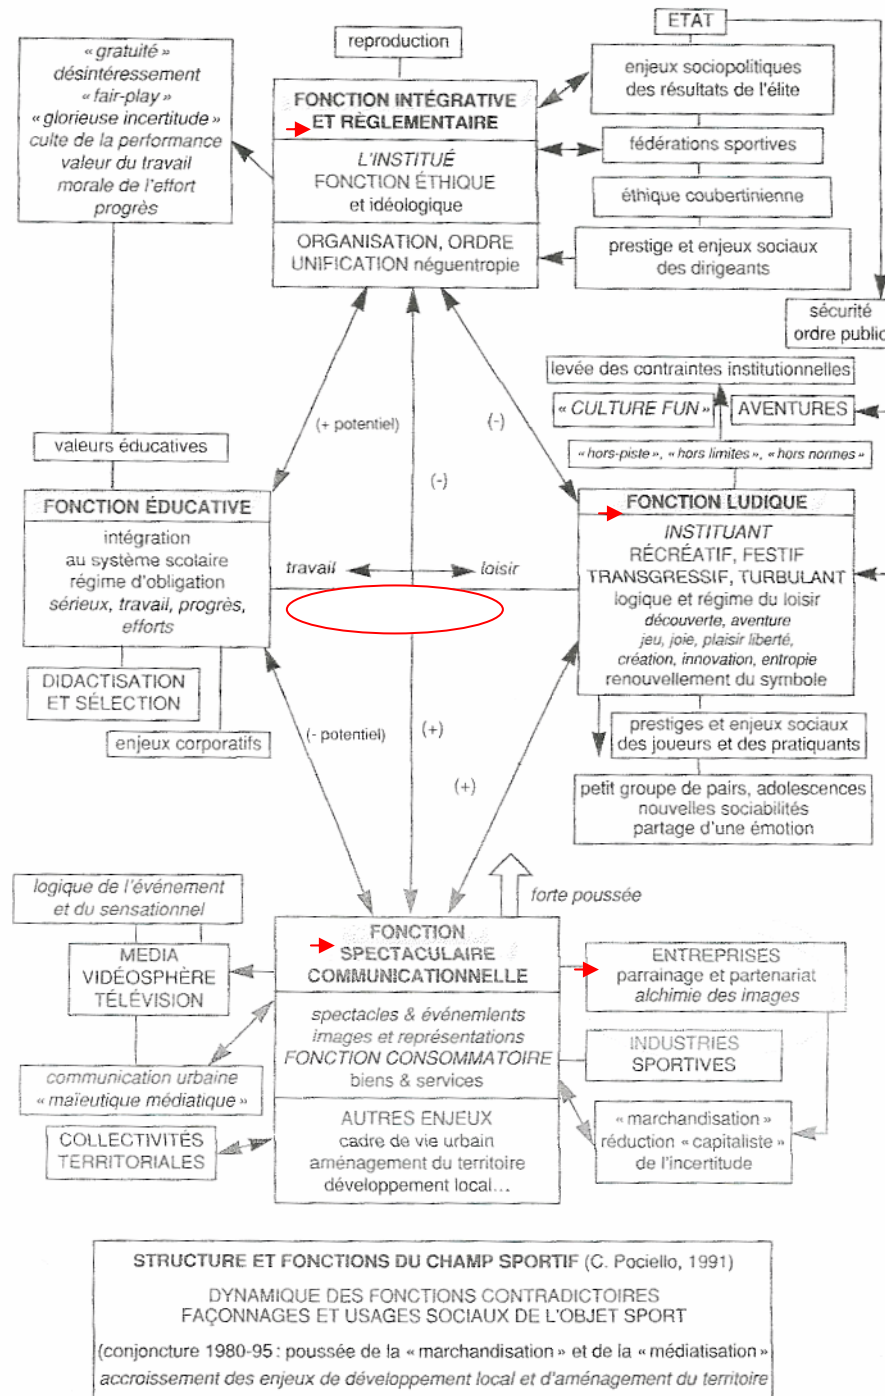 ETAT
reproduction
« gratuité »
désintéressement
« fair-play »
« glorieuse incertitude »
culte de la performance
valeur du travail
morale de l'effort
progrès
FONCTION INTÉGRATIVE
ET RÈGLEMENTAIRE
L'INSTITUÉ
FONCTION ÉTHIQUE
et idéologique
ORGANISATION, ORDRE
UNIFICATION néguentropie
enjeux sociopolitiques
des résultats de l'élite
fédérations sportives
éthique coubertinienne
prestige et enjeux sociaux
des dirigeants
sécurité
ordre public
levée des contraintes institutionnelles
« CULTURE FUN »
AVENTURES
« hors-piste », « hors limites », « hors normes »
(+ potentiel)
(-)
(-)
valeurs éducatives
FONCTION ÉDUCATIVE
intégration
au système scolaire
régime d'obligation
sérieux, travail, progrès,
efforts
travail
loisir
FONCTION LUDIQUE
INSTITUANT
RÉCRÉATIF, FESTIF
TRANSGRESSIF, TURBULANT
logique et régime du loisir
découverte, aventure
jeu, joie, plaisir liberté,
création, innovation, entropie
renouvellement du symbole
DIDACTISATION
ET SÉLECTION
enjeux corporatifs
(- potentiel)
(+)
(+)
prestiges et enjeux sociaux
des joueurs et des pratiquants
petit groupe de pairs, adolescences
nouvelles sociabilités
partage d'une émotion
forte poussée
logique de l'événement
et du sensationnel
MEDIA
VIDÉOSPHÈRE
TÉLÉVISION
communication urbaine
« maïeutique médiatique »
COLLECTIVITÉS
TERRITORIALES
FONCTION
SPECTACULAIRE
COMMUNICATIONNELLE
spectacles & événemlents
images et représentations
FONCTION CONSOMMATOIRE
biens & services
AUTRES ENJEUX
cadre de vie urbain
aménagement du territoire
développement local...
ENTREPRISES
parrainage et partenariat
alchimie des images
INDUSTRIES
SPORTIVES
« marchandisation »
réduction « capitaliste »
de l'incertitude
STRUCTURE ET FONCTIONS DU CHAMP SPORTIF (C. Pociello, 1991)
DYNAMIQUE DES FONCTIONS CONTRADICTOIRES
FAÇONNAGES ET USAGES SOCIAUX DE L'OBJET SPORT
(conjoncture 1980-95 : poussée de la « marchandisation » et de la « médiatisation »
accroissement des enjeux de développement local et d'aménagement du territoire